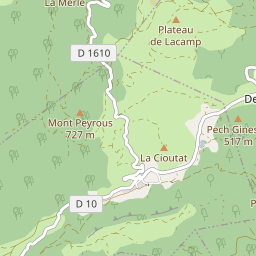 La Merle
Plateau
de Lacamp
D 1610
Mont Peyrous
727 m
De
Pech Gines
517 m
La Cioutat
D 10